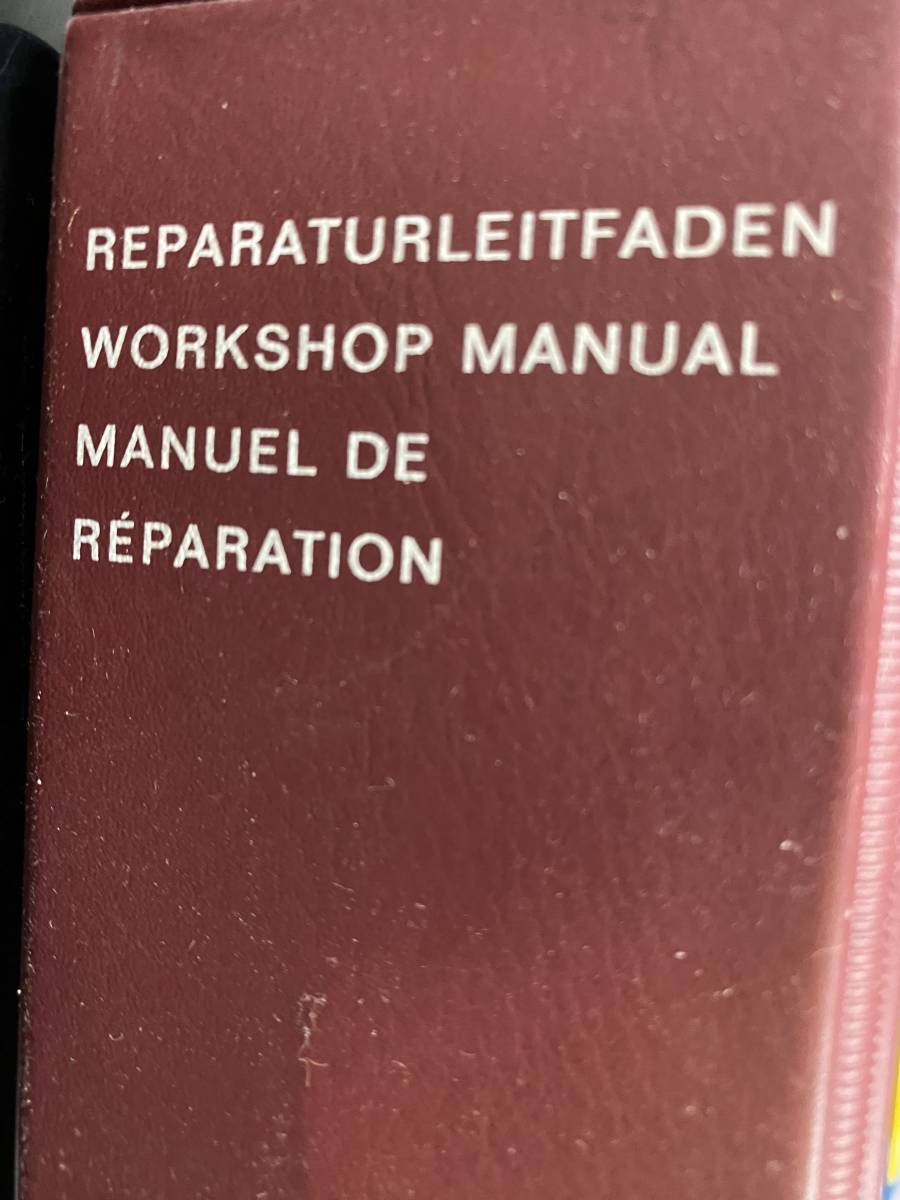 REPARATURLEITFADEN
WORKSHOP MANUAL
MANUEL DE
RÉPARATION